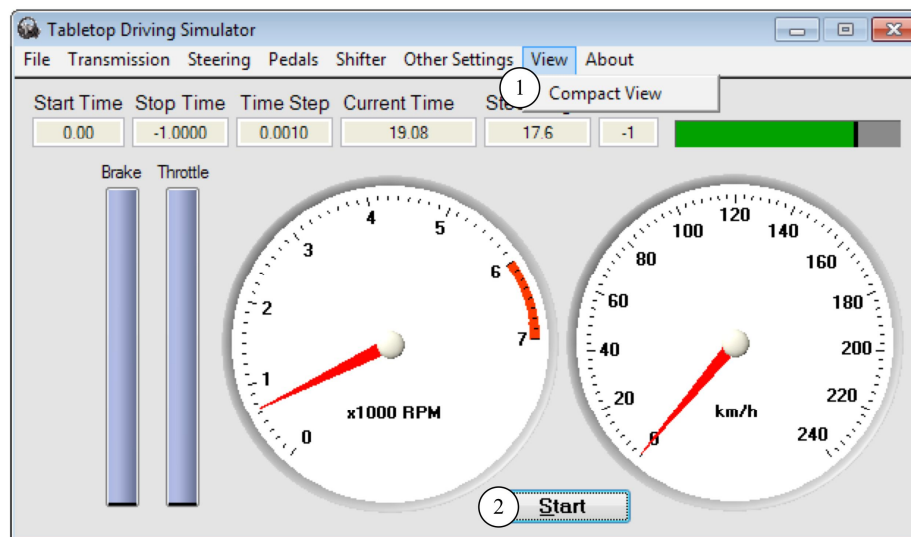 Tabletop Driving Simulator
File Transmission Steering Pedals Shifter Other Settings View About
1 Compact View
Start Time Stop Time Time Step Current Time
0.00 -1.0000 0.0010 19.08 17.6 -1
Brake Throttle
0 1 2 3 4 5 6 7
x1000 RPM
0 20 40 60 80 100 120 140 160 180 200 220 240
km/h
2 Start